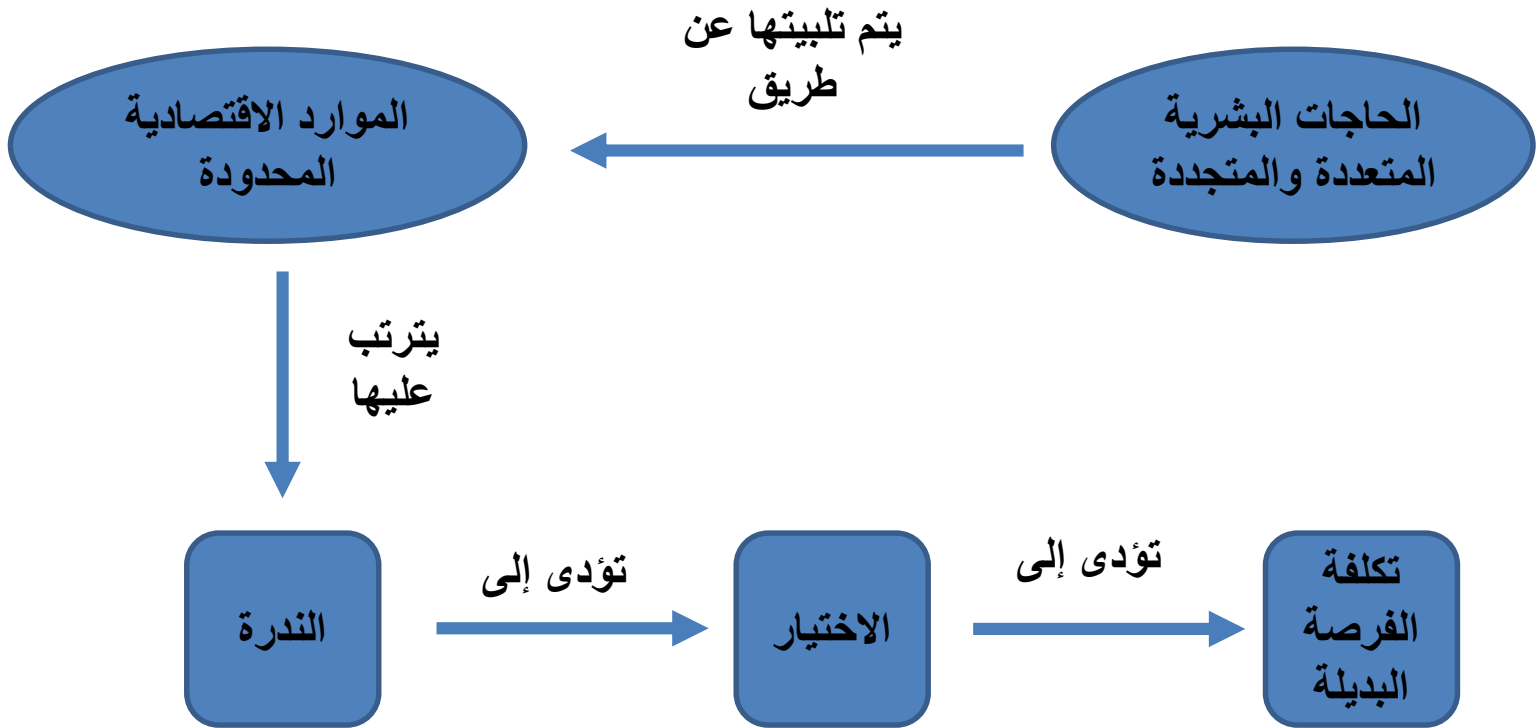 الحاجات البشرية
المتعددة والمتجددة
يتم تلبيتها عن
طريق
الموارد الاقتصادية
المحدودة
يترتب
عليها
الندرة
تؤدى إلى
الاختيار
تؤدى إلى
تكلفة
الفرصة
البديلة